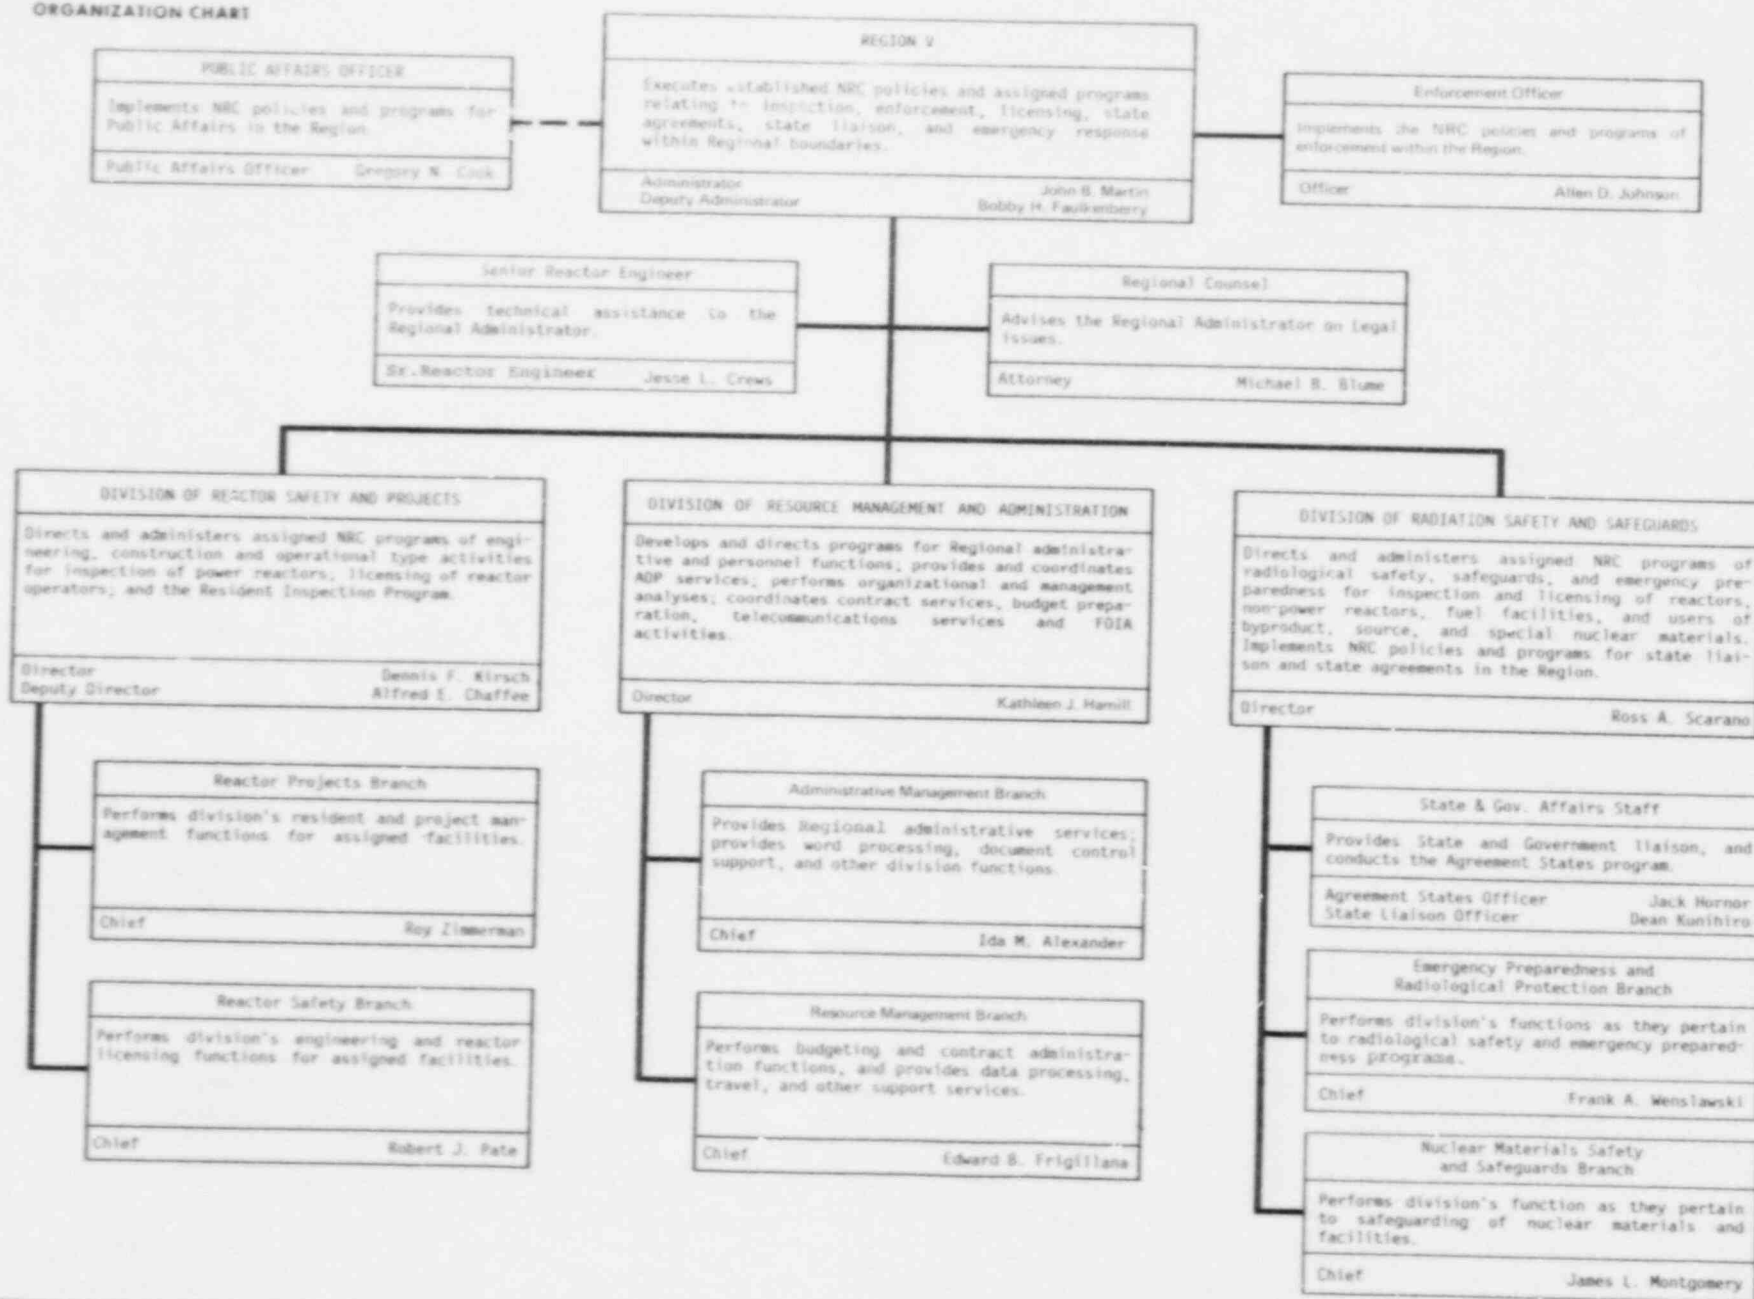 ORGANIZATION CHART
PUBLIC AFFAIRS OFFICER
Implements NRC policies and programs for
Public Affairs in the Region.
Public Affairs Officer Gregory N. Cook
REGION V
Executes established NRC policies and assigned programs
relating to inspection, enforcement, licensing, state
agreements, state liaison, and emergency response
within Regional boundaries.
Administrator John B. Martin
Deputy Administrator Bobby H. Faulkenberry
Enforcement Officer
Implements the NRC policies and programs of
enforcement within the Region.
Officer Allen D. Johnson
Senior Reactor Engineer
Provides technical assistance to the
Regional Administrator.
Sr.Reactor Engineer Jesse L. Crews
Regional Counsel
Advises the Regional Administrator on Legal
issues.
Attorney Michael B. Blume
DIVISION OF REACTOR SAFETY AND PROJECTS
Directs and administers assigned NRC programs of engi-
neering, construction and operational type activities
for inspection of power reactors; licensing of reactor
operators; and the Resident Inspection Program.
Director Dennis F. Kirsch
Deputy Director Alfred E. Chaffee
Reactor Projects Branch
Performs division's resident and project man-
agement functions for assigned facilities.
Chief Roy Zimmerman
Reactor Safety Branch
Performs division's engineering and reactor
licensing functions for assigned facilities.
Chief Robert J. Pate
DIVISION OF RESOURCE MANAGEMENT AND ADMINISTRATION
Develops and directs programs for Regional administra-
tive and personnel functions; provides and coordinates
ADP services; performs organizational and management
analyses; coordinates contract services, budget prepa-
ration, telecommunications services and FOIA
activities.
Director Kathleen J. Hamill
Administrative Management Branch
Provides Regional administrative services;
provides word processing, document control
support, and other division functions.
Chief Ida M. Alexander
Resource Management Branch
Performs budgeting and contract administra-
tion functions, and provides data processing,
travel, and other support services.
Chief Edward B. Frigillana
DIVISION OF RADIATION SAFETY AND SAFEGUARDS
Directs and administers assigned NRC programs of
radiological safety, safeguards, and emergency pre-
paredness for inspection and licensing of reactors,
non-power reactors, fuel facilities, and users of
byproduct, source, and special nuclear materials.
Implements NRC policies and programs for state liai-
son and state agreements in the Region.
Director Ross A. Scarano
State & Gov. Affairs Staff
Provides State and Government liaison, and
conducts the Agreement States program.
Agreement States Officer Jack Hornor
State Liaison Officer Dean Kunihiro
Emergency Preparedness and
Radiological Protection Branch
Performs division's functions as they pertain
to radiological safety and emergency prepared-
ness programs.
Chief Frank A. Wenslawski
Nuclear Materials Safety
and Safeguards Branch
Performs division's function as they pertain
to safeguarding of nuclear materials and
facilities.
Chief James L. Montgomery